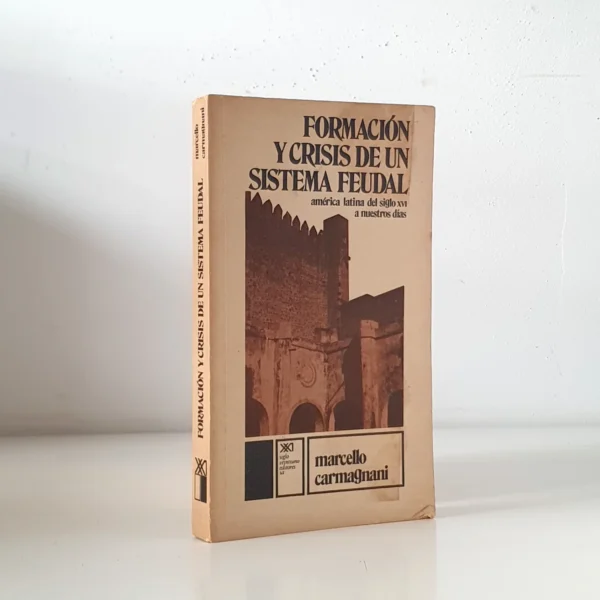 FORMACIÓN
Y CRISIS DE UN
SISTEMA FEUDAL
américa latina del siglo XVI
a nuestros días
marcello
carmagnani
siglo
veintiuno
editores
sa
marcello
carmagnani
FORMACIÓN Y CRISIS DE UN SISTEMA FEUDAL